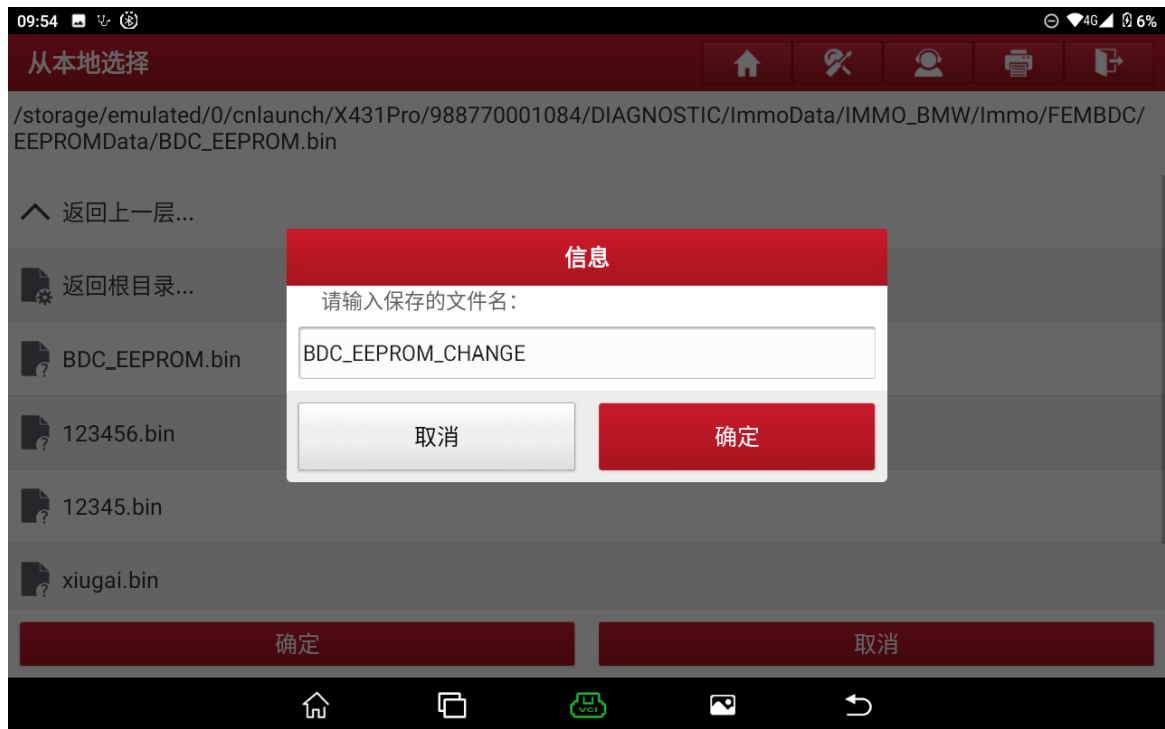 09:54
4G 6%
从本地选择
/storage/emulated/0/cnlaunch/X431Pro/988770001084/DIAGNOSTIC/ImmoData/IMMO_BMW/Immo/FEMBDC/
EEPROMData/BDC_EEPROM.bin
返回上一层...
信息
返回根目录...
请输入保存的文件名:
BDC_EEPROM.bin
BDC_EEPROM_CHANGE
取消
确定
123456.bin
12345.bin
xiugai.bin
确定
取消
VCI